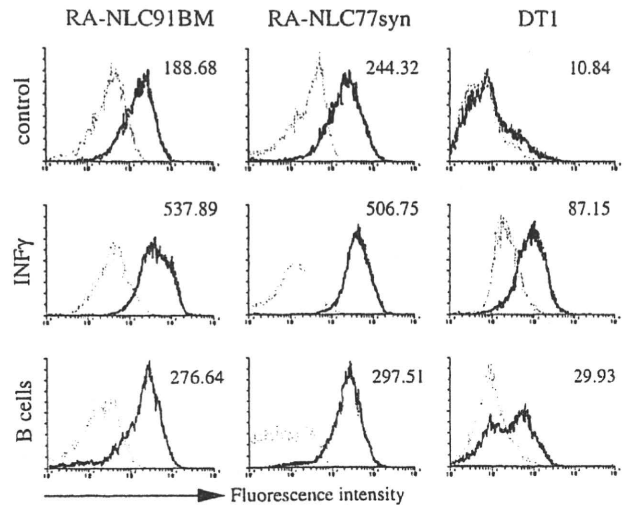 RA-NLC91BM RA-NLC77syn DT1
control 188.68 244.32 10.84
INFγ 537.89 506.75 87.15
B cells 276.64 297.51 29.93
Fluorescence intensity